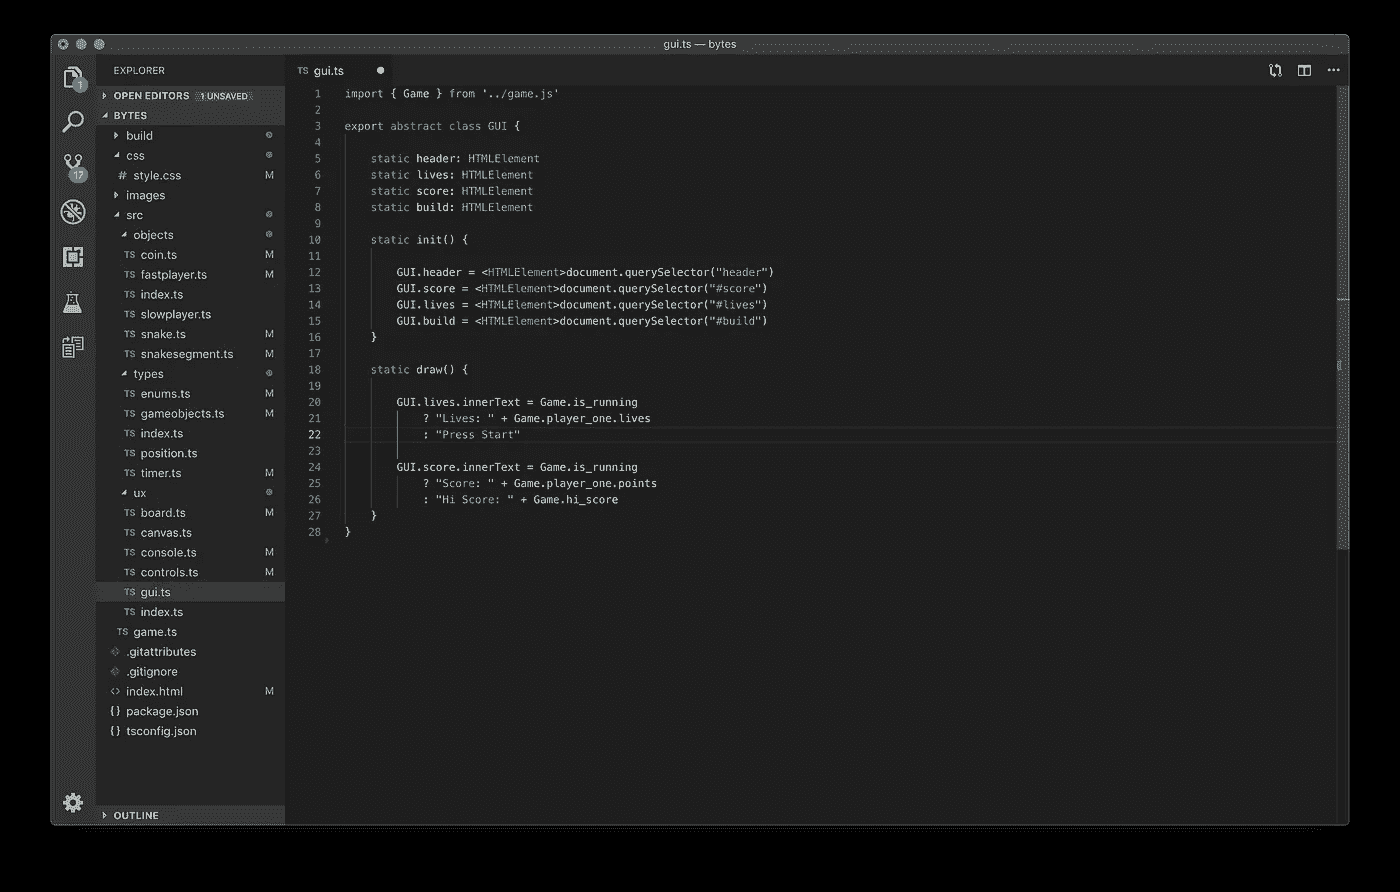 gui.ts — bytes
EXPLORER
OPEN EDITORS 1 UNSAVED
BYTES
build
css
# style.css M
images
src
objects
TS coin.ts M
TS fastplayer.ts M
TS index.ts
TS slowplayer.ts
TS snake.ts M
TS snakesegment.ts M
types
TS enums.ts M
TS gameobjects.ts M
TS index.ts
TS position.ts
TS timer.ts M
ux
TS board.ts M
TS canvas.ts
TS console.ts M
TS controls.ts M
TS gui.ts
TS index.ts
TS game.ts
.gitattributes
.gitignore
<> index.html M
{} package.json
{} tsconfig.json
OUTLINE
1
17
TS gui.ts
1 import { Game } from '../game.js'
2
3 export abstract class GUI {
4
5 static header: HTMLElement
6 static lives: HTMLElement
7 static score: HTMLElement
8 static build: HTMLElement
9
10 static init() {
11
12 GUI.header = <HTMLElement>document.querySelector("header")
13 GUI.score = <HTMLElement>document.querySelector("#score")
14 GUI.lives = <HTMLElement>document.querySelector("#lives")
15 GUI.build = <HTMLElement>document.querySelector("#build")
16 }
17
18 static draw() {
19
20 GUI.lives.innerText = Game.is_running
21 ? "Lives: " + Game.player_one.lives
22 : "Press Start"
23
24 GUI.score.innerText = Game.is_running
25 ? "Score: " + Game.player_one.points
26 : "Hi Score: " + Game.hi_score
27 }
28 }